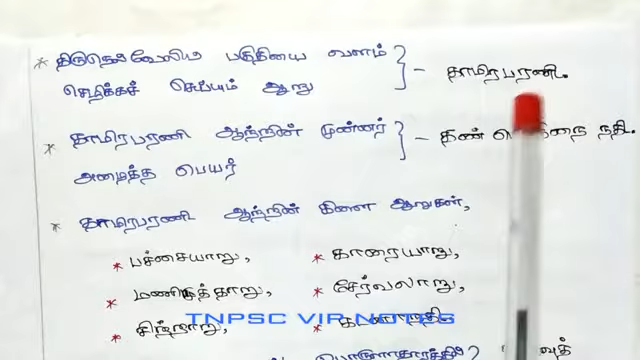 * திருநெல்வேலிப் பகுதியை வளம் } - தாமிரபரணி.
செழிக்கச் செய்யும் ஆறு
* தாமிரபரணி ஆற்றின் முன்னர் } - தண் நதி.
அழைத்த பெயர்
* தாமிரபரணி ஆற்றின் கிளை ஆறுகள்,
* பச்சையாறு, * காரையாறு,
* மணிமுத்தாறு, * சேர்வலாறு,
* சிற்றாறு, *
TNPSC VIP NOTES